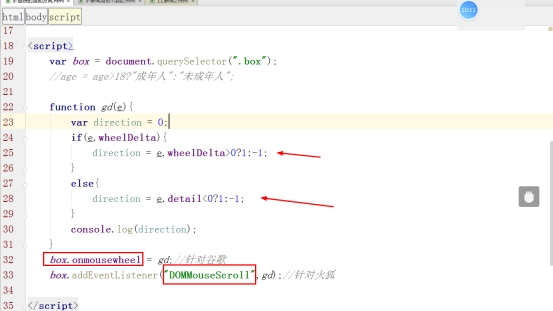 html body script
17
18 <script>
19 var box = document.querySelector(".box");
20 //age = age>18?"成年人":"未成年人";
21
22 function gd(e){
23 var direction = 0;
24 if(e.wheelDelta){
25 direction = e.wheelDelta>0?1:-1;
26 }
27 else{
28 direction = e.detail<0?1:-1;
29 }
30 console.log(direction);
31 }
32 box.onmousewheel = gd;//针对谷歌
33 box.addEventListener("DOMMouseScroll",gd);//针对火狐
34
35 </script>